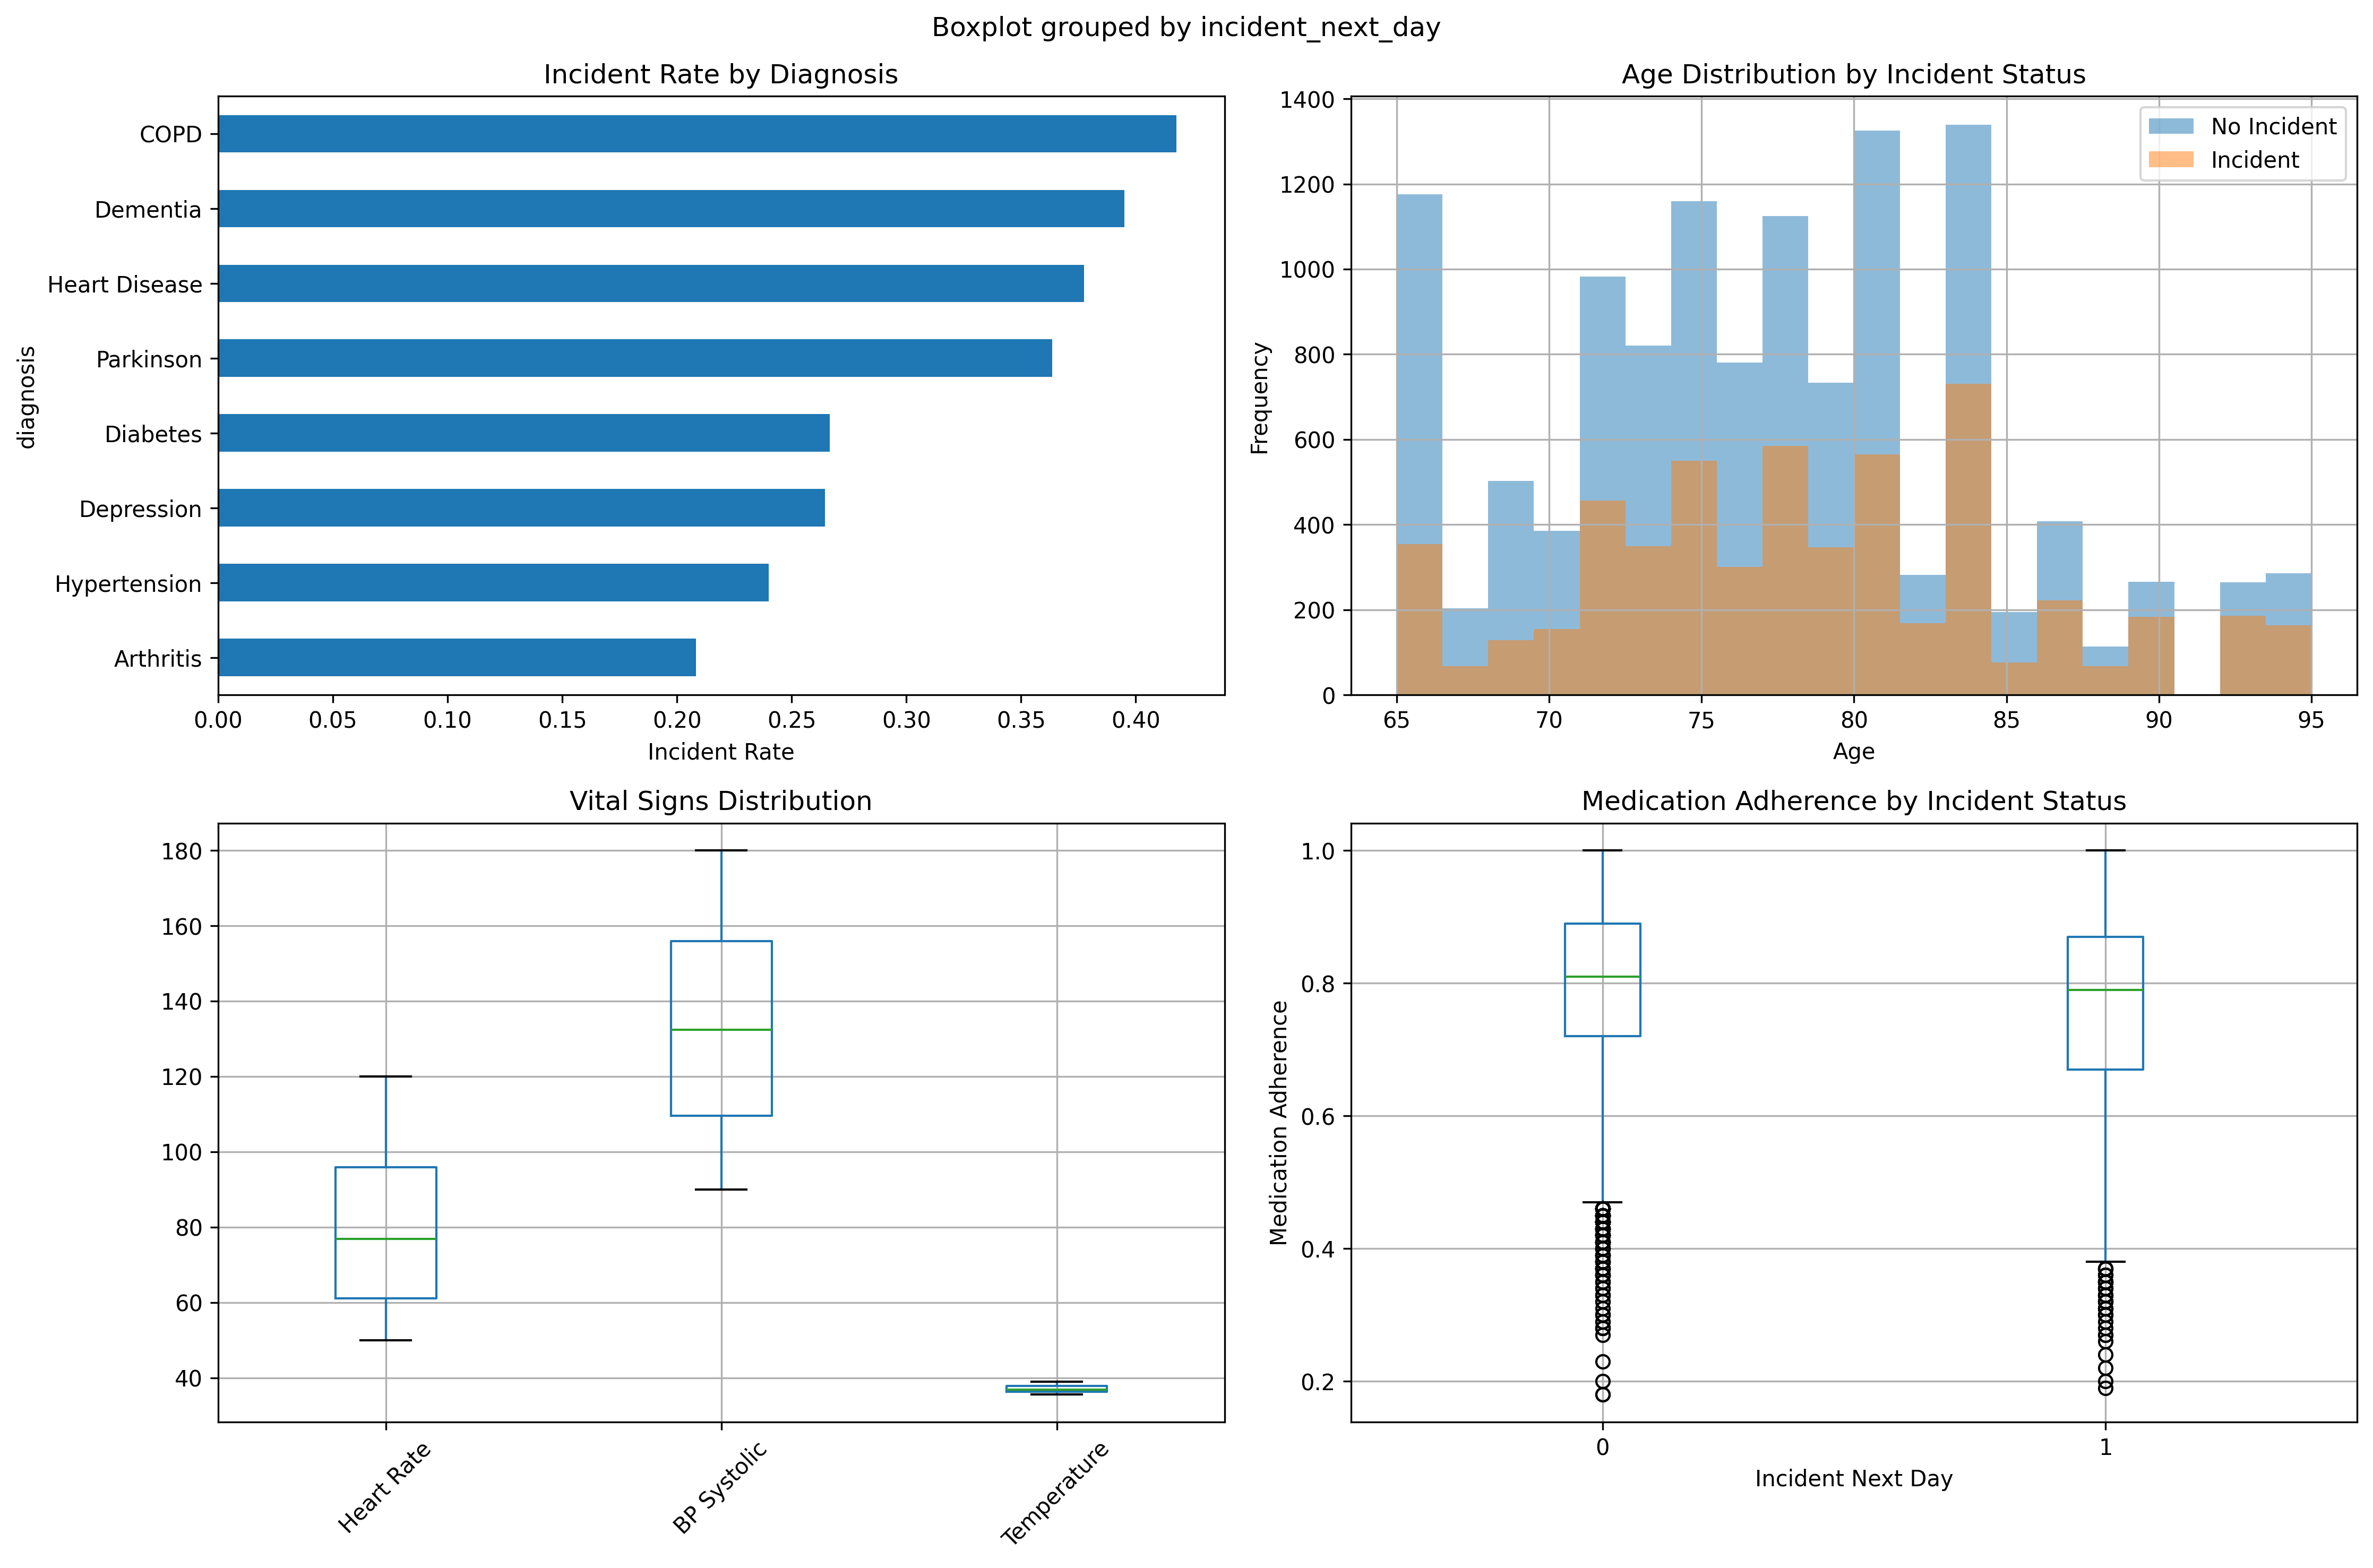 Boxplot grouped by incident_next_day
Incident Rate by Diagnosis
diagnosis
COPD
Dementia
Heart Disease
Parkinson
Diabetes
Depression
Hypertension
Arthritis
0.00 0.05 0.10 0.15 0.20 0.25 0.30 0.35 0.40
Incident Rate
Age Distribution by Incident Status
No Incident
Incident
Frequency
1400
1200
1000
800
600
400
200
0
65 70 75 80 85 90 95
Age
Vital Signs Distribution
180
160
140
120
100
80
60
40
Heart Rate
BP Systolic
Temperature
Medication Adherence by Incident Status
Medication Adherence
1.0
0.8
0.6
0.4
0.2
0 1
Incident Next Day